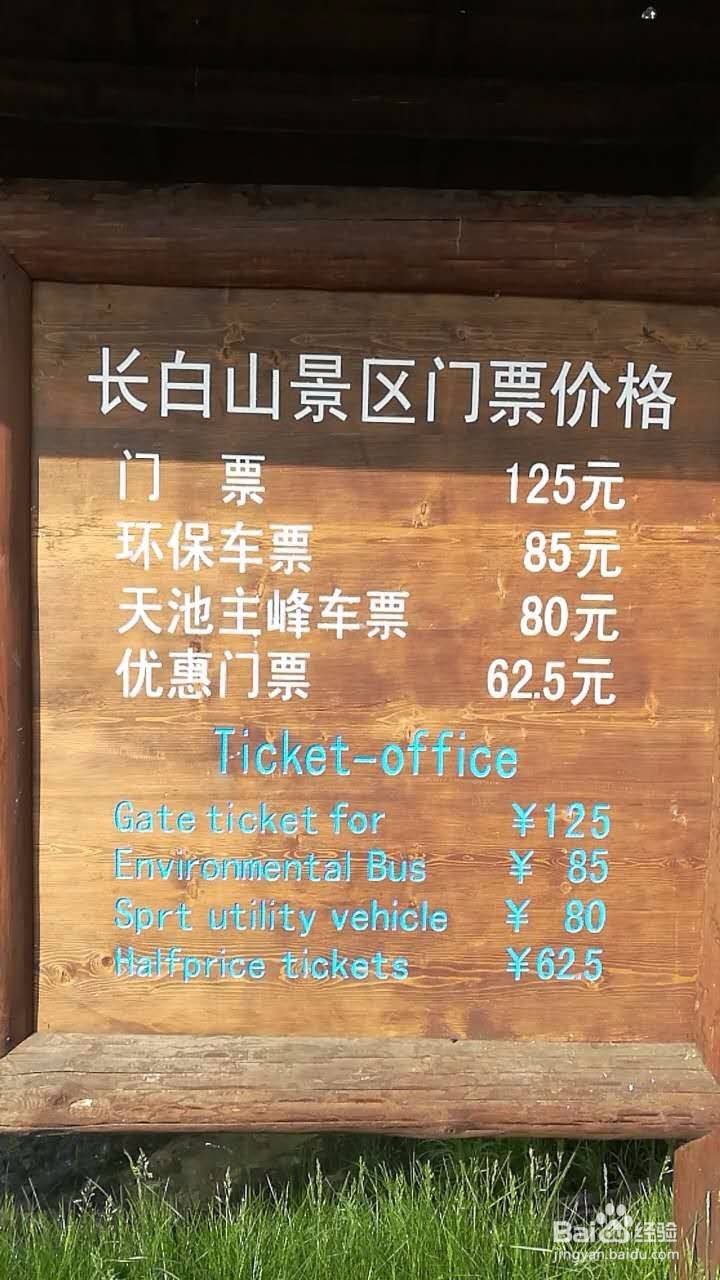 长白山景区门票价格
门 票 125元
环保车票 85元
天池主峰车票 80元
优惠门票 62.5元
Ticket-office
Gate ticket for ¥125
Environmental Bus ¥ 85
Sprt utility vehicle ¥ 80
Halfprice tickets ¥62.5
Baidu经验
jingyan.baidu.com